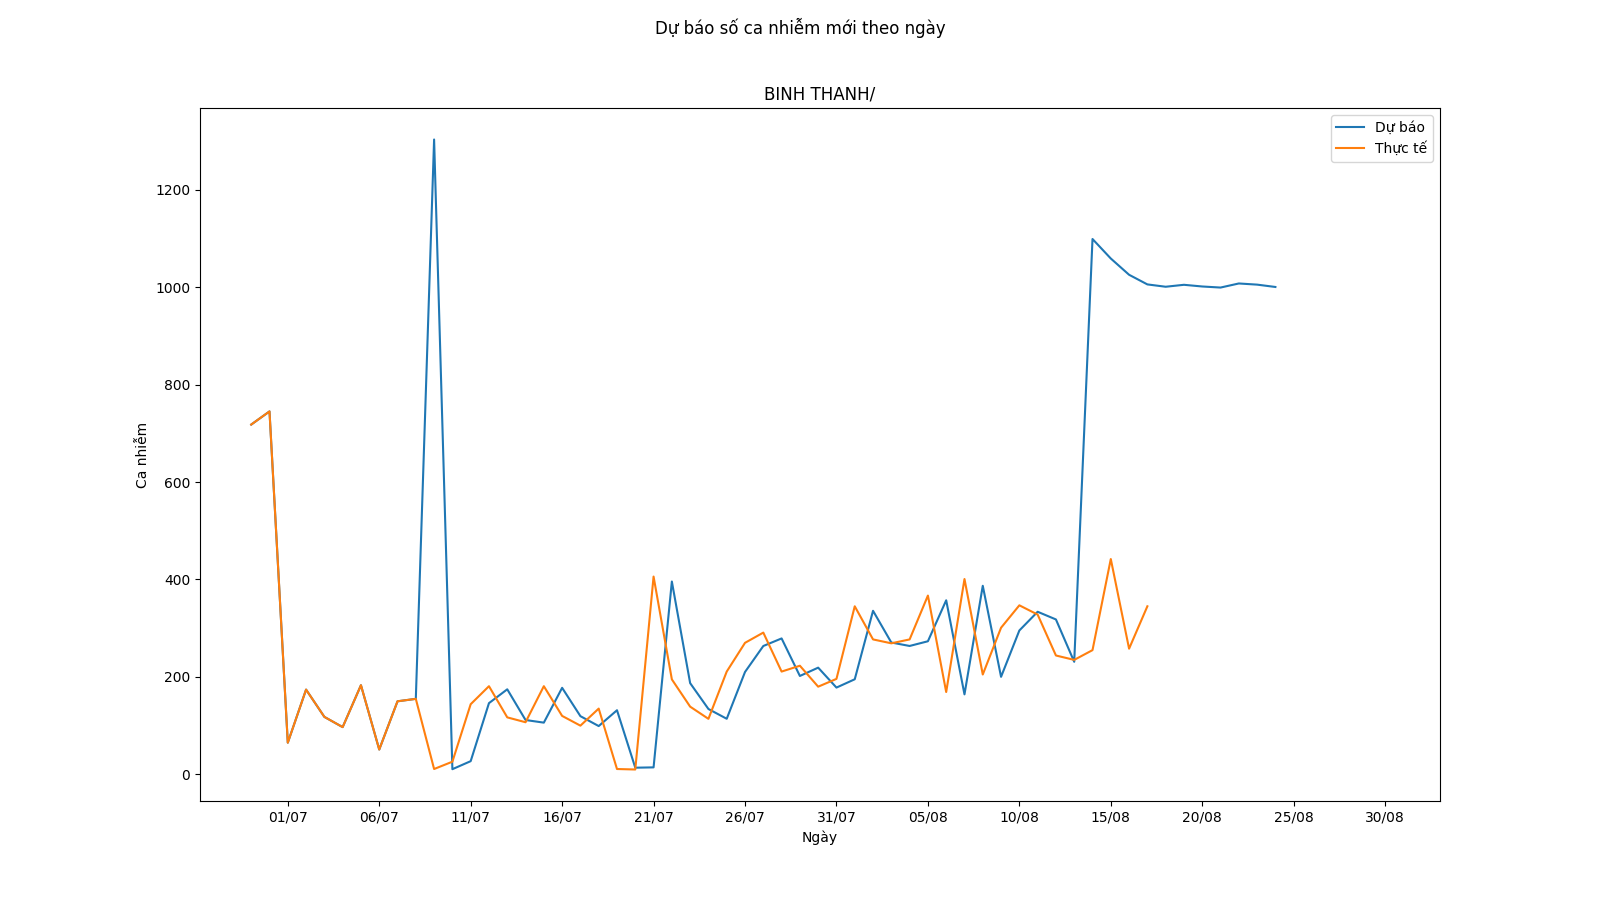 Dự báo số ca nhiễm mới theo ngày
BINH THANH/
Dự báo
Thực tế
1200
1000
800
600
400
200
0
Ca nhiễm
01/07 06/07 11/07 16/07 21/07 26/07 31/07 05/08 10/08 15/08 20/08 25/08 30/08
Ngày